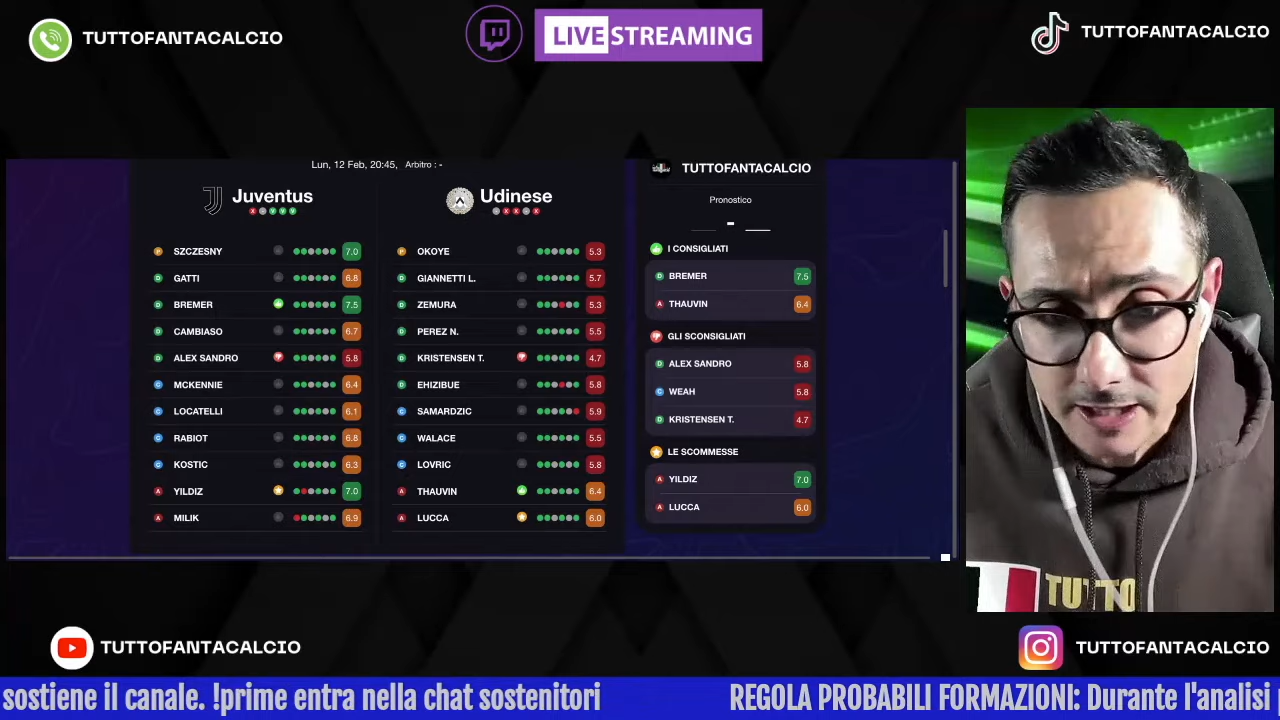 TUTTOFANTACALCIO
LIVE STREAMING
TUTTOFANTACALCIO
Lun, 12 Feb, 20:45, Arbitro : -
Juventus
Udinese
P SZCZESNY 7.0
D GATTI 6.8
D BREMER 7.5
D CAMBIASO 6.7
D ALEX SANDRO 5.8
C MCKENNIE 6.4
C LOCATELLI 6.1
C RABIOT 6.8
C KOSTIC 6.3
A YILDIZ 7.0
A MILIK 6.9
P OKOYE 5.3
D GIANNETTI L. 5.7
D ZEMURA 5.3
D PEREZ N. 5.5
D KRISTENSEN T. 4.7
D EHIZIBUE 5.8
C SAMARDZIC 5.9
C WALACE 5.5
C LOVRIC 5.8
A THAUVIN 6.4
A LUCCA 6.0
TUTTOFANTACALCIO
Pronostico
-
I CONSIGLIATI
D BREMER 7.5
A THAUVIN 6.4
GLI SCONSIGLIATI
D ALEX SANDRO 5.8
C WEAH 5.8
D KRISTENSEN T. 4.7
LE SCOMMESSE
A YILDIZ 7.0
A LUCCA 6.0
TUTTO
TUTTOFANTACALCIO
TUTTOFANTACALCIO
sostiene il canale. !prime entra nella chat sostenitori REGOLA PROBABILI FORMAZIONI: Durante l'analisi